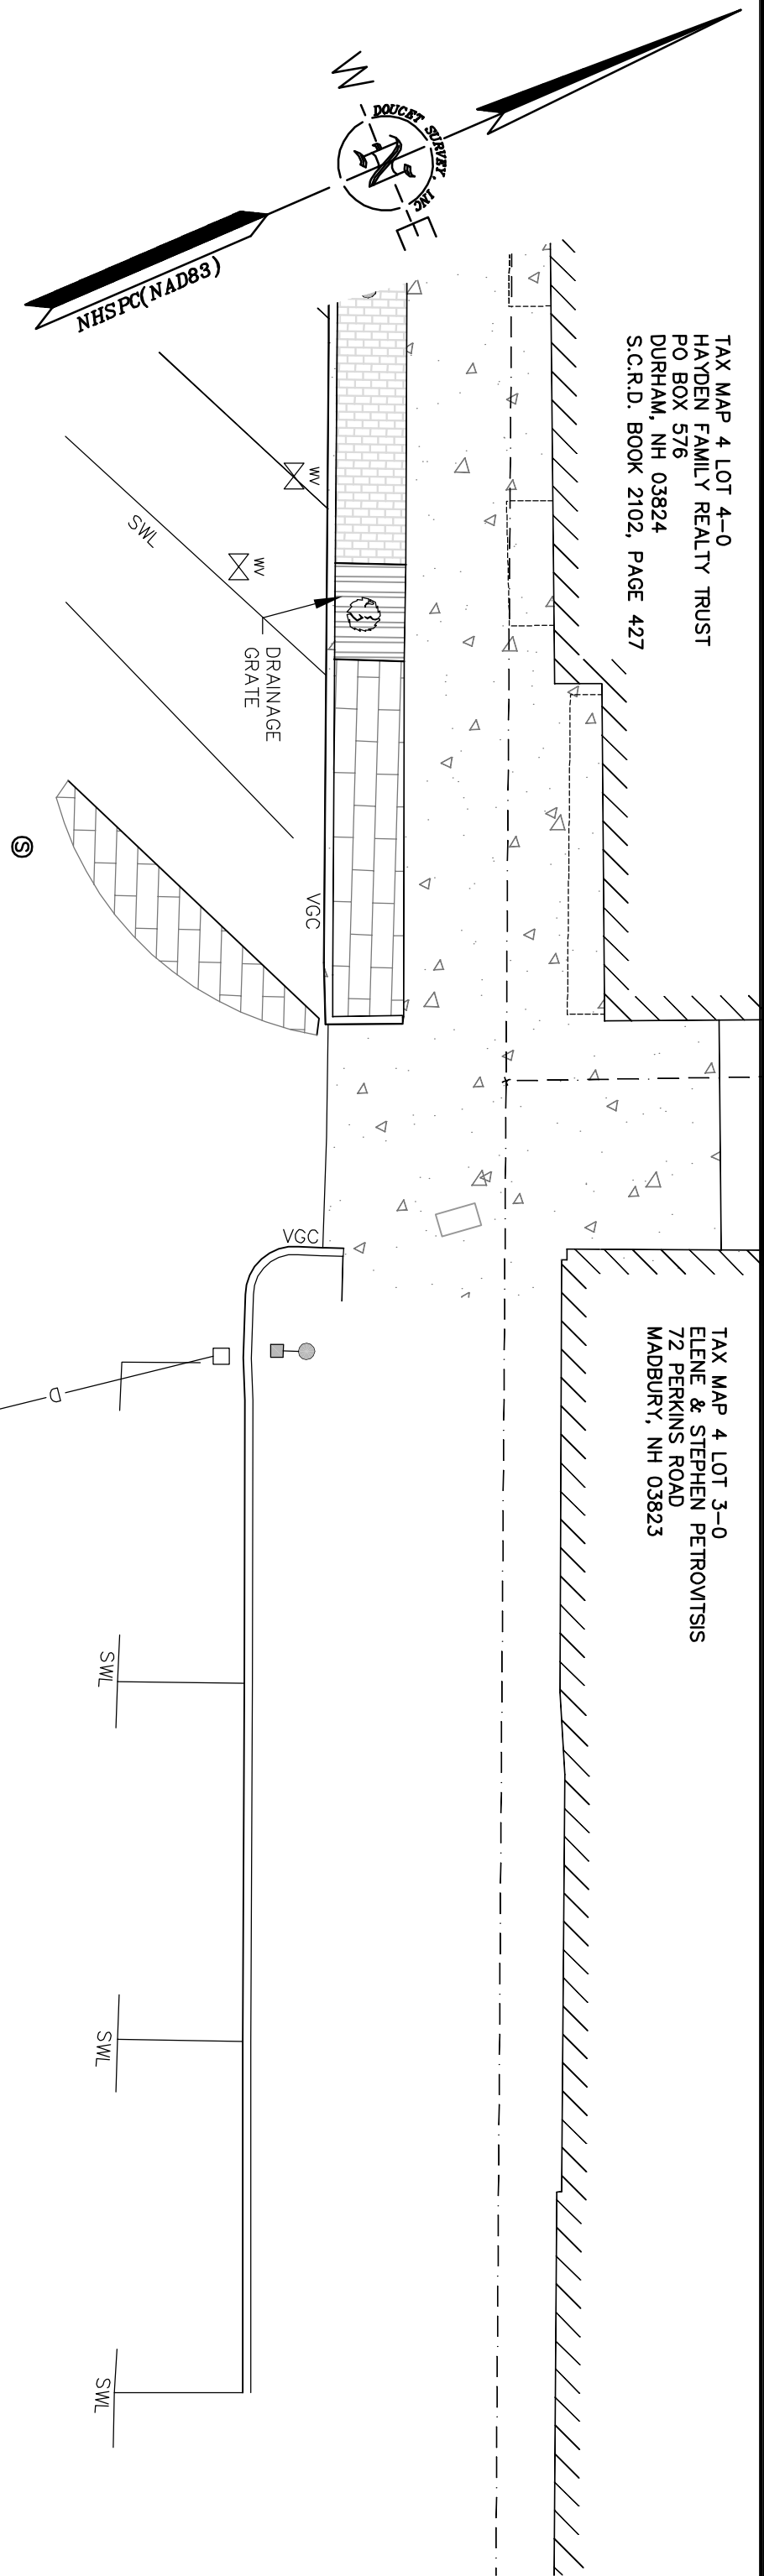 W
E
N
DOUCET SURVEY, INC
NHSPC(NAD83)
TAX MAP 4 LOT 4-0
HAYDEN FAMILY REALTY TRUST
PO BOX 576
DURHAM, NH 03824
S.C.R.D. BOOK 2102, PAGE 427
WV
WV
SWL
DRAINAGE
GRATE
VGC
S
VGC
TAX MAP 4 LOT 3-0
ELENE & STEPHEN PETROVITSIS
72 PERKINS ROAD
MADBURY, NH 03823
D
SWL
SWL
SWL